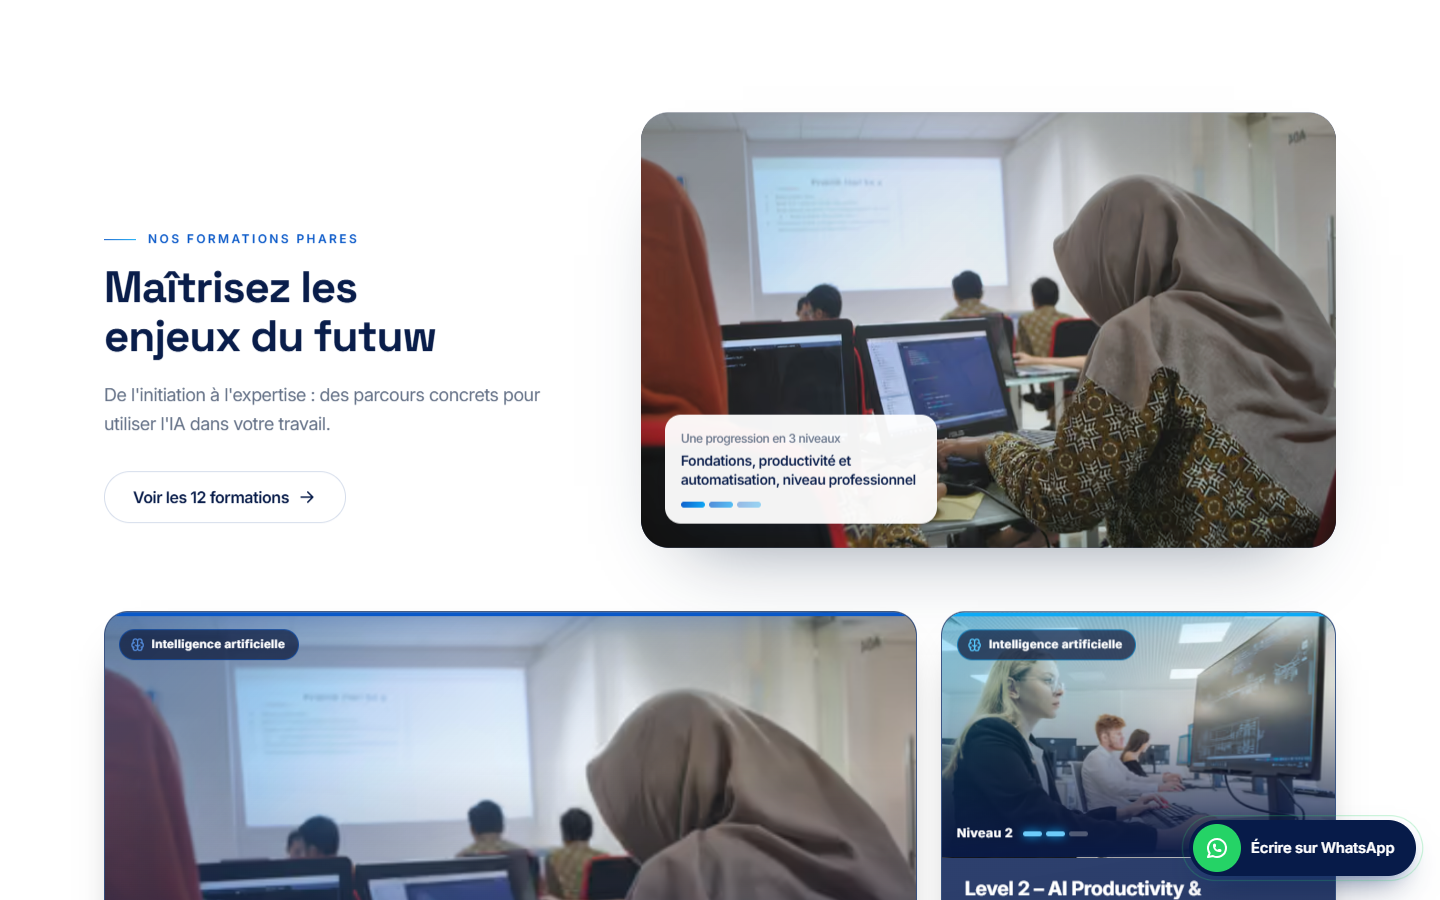 NOS FORMATIONS PHARES
Maîtrisez les
enjeux du futuw
De l'initiation à l'expertise : des parcours concrets pour
utiliser l'IA dans votre travail.
Voir les 12 formations
Une progression en 3 niveaux
Fondations, productivité et
automatisation, niveau professionnel
Intelligence artificielle
Intelligence artificielle
Niveau 2
Level 2 – AI Productivity &
Écrire sur WhatsApp